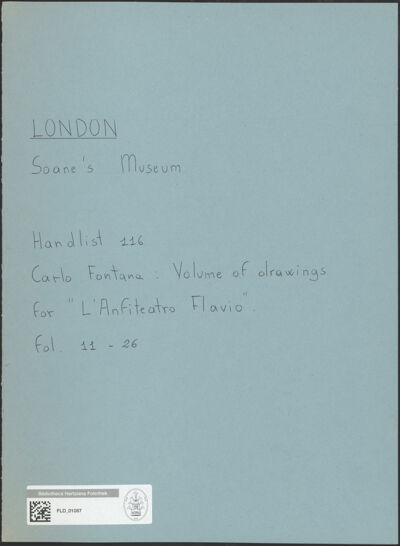 LONDON
Soane's Museum
Handlist 116
Carlo Fontana : Volume of drawings
for "L'Anfiteatro Flavio".
fol. 11 - 26
Bibliotheca Hertziana Fotothek
FLD_01087